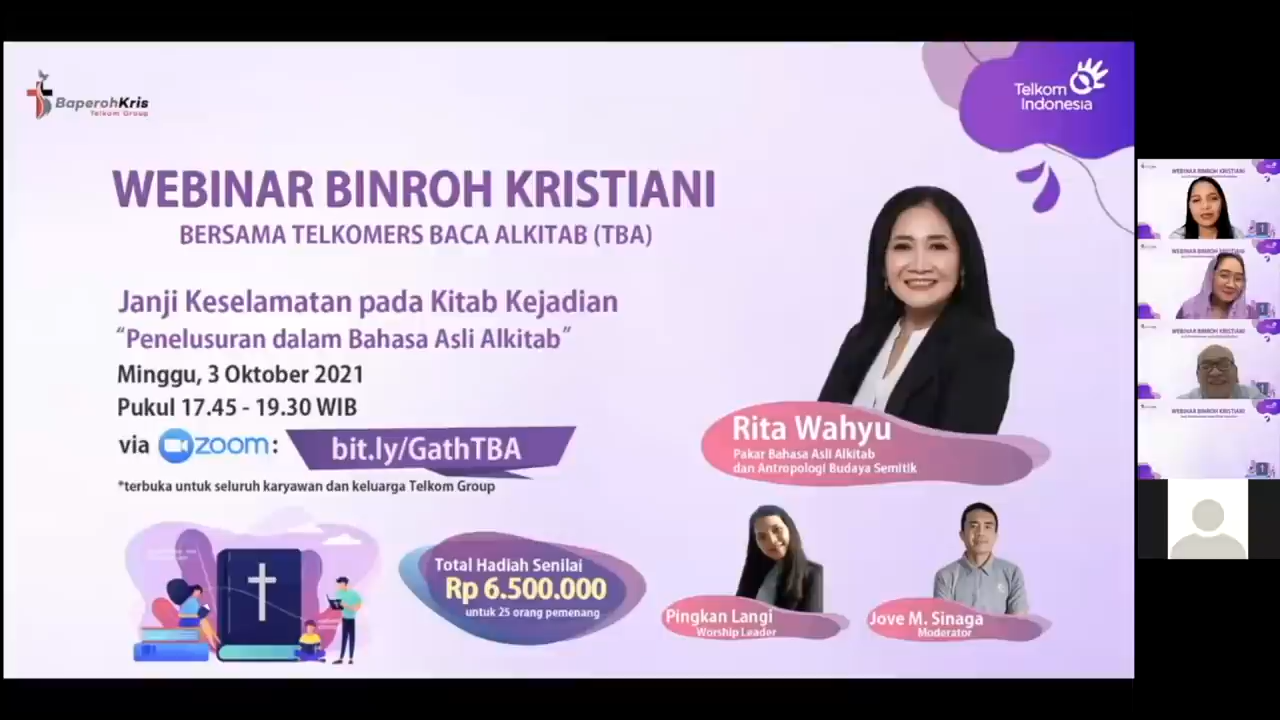 BaperohKris
Telkom Group
Telkom
Indonesia
WEBINAR BINROH KRISTIANI
BERSAMA TELKOMERS BACA ALKITAB (TBA)
Janji Keselamatan pada Kitab Kejadian
“Penelusuran dalam Bahasa Asli Alkitab”
Minggu, 3 Oktober 2021
Pukul 17.45 - 19.30 WIB
via zoom : bit.ly/GathTBA
*terbuka untuk seluruh karyawan dan keluarga Telkom Group
Rita Wahyu
Pakar Bahasa Asli Alkitab
dan Antropologi Budaya Semitik
Total Hadiah Senilai
Rp 6.500.000
untuk 25 orang pemenang
Pingkan Langi
Worship Leader
Jove M. Sinaga
Moderator
WEBINAR BINROH KRISTIANI
WEBINAR BINROH KRISTIANI
WEBINAR BINROH KRISTIANI
WEBINAR BINROH KRISTIANI